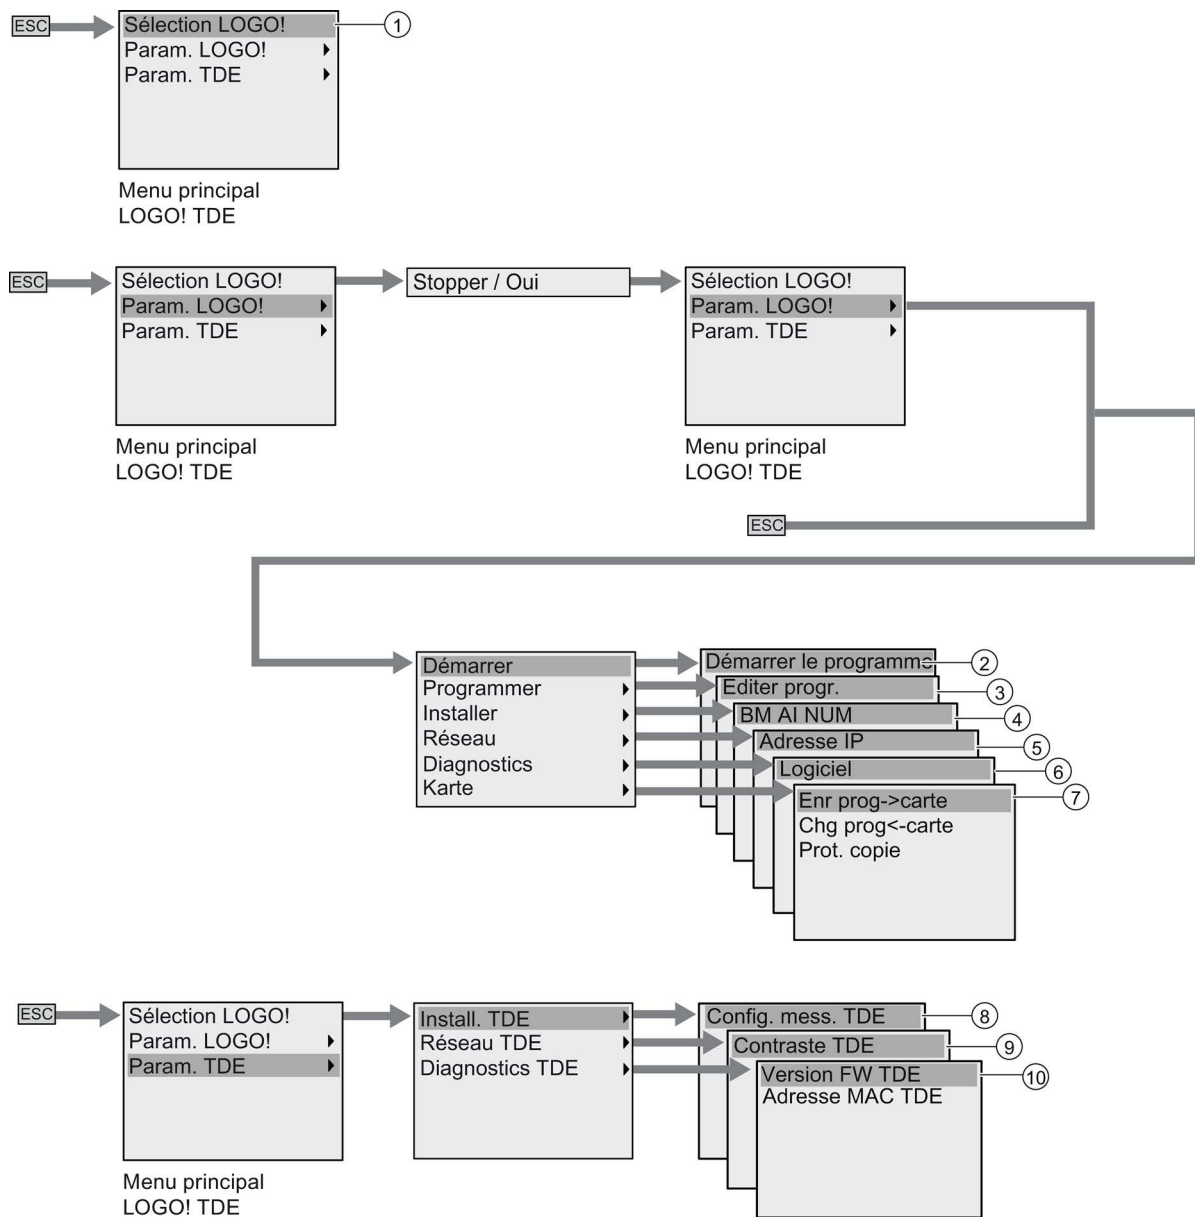 ESC
Sélection LOGO!
1
Param. LOGO!
Param. TDE
Menu principal
LOGO! TDE
ESC
Sélection LOGO!
Param. LOGO!
Param. TDE
Menu principal
LOGO! TDE
Stopper / Oui
Sélection LOGO!
Param. LOGO!
Param. TDE
Menu principal
LOGO! TDE
ESC
Démarrer
Programmer
Installer
Réseau
Diagnostics
Karte
Démarrer le programme
2
Editer progr.
3
BM AI NUM
4
Adresse IP
5
Logiciel
6
Enr prog->carte
7
Chg prog<-carte
Prot. copie
ESC
Sélection LOGO!
Param. LOGO!
Param. TDE
Menu principal
LOGO! TDE
Install. TDE
Réseau TDE
Diagnostics TDE
Config. mess. TDE
8
Contraste TDE
9
Version FW TDE
10
Adresse MAC TDE